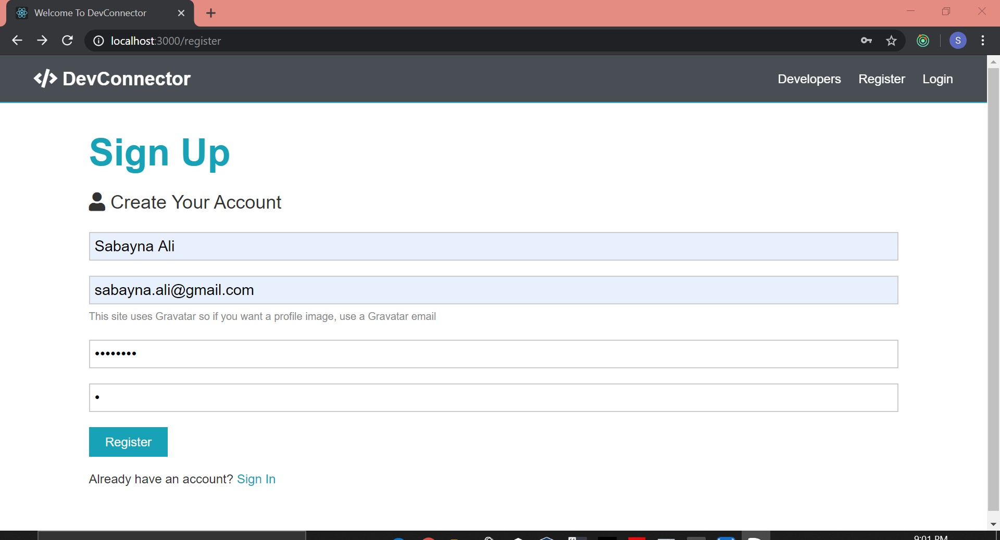 Welcome To DevConnector
localhost:3000/register
S
</> DevConnector
Developers Register Login
Sign Up
Create Your Account
Sabayna Ali
sabayna.ali@gmail.com
This site uses Gravatar so if you want a profile image, use a Gravatar email
••••••••
•
Register
Already have an account? Sign In
9:01 PM